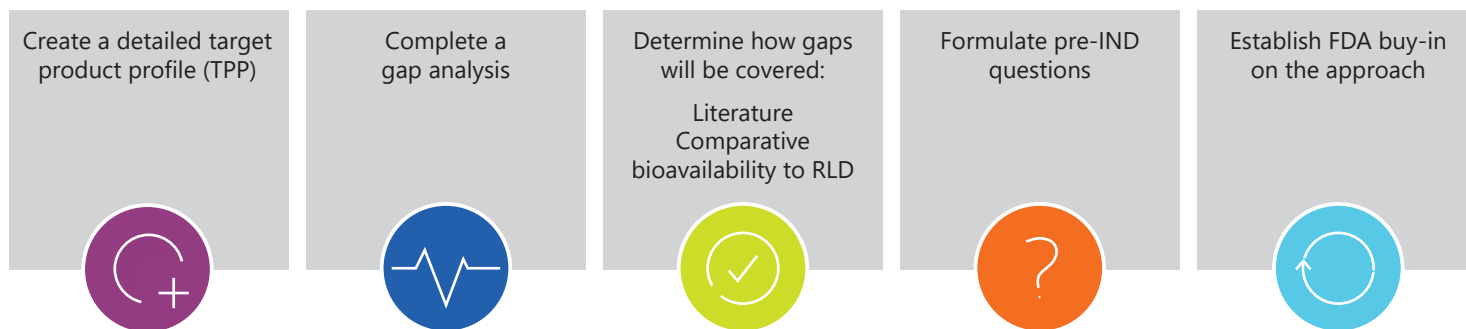 Create a detailed target
product profile (TPP)
Complete a
gap analysis
Determine how gaps
will be covered:
Literature
Comparative
bioavailability to RLD
Formulate pre-IND
questions
Establish FDA buy-in
on the approach
?